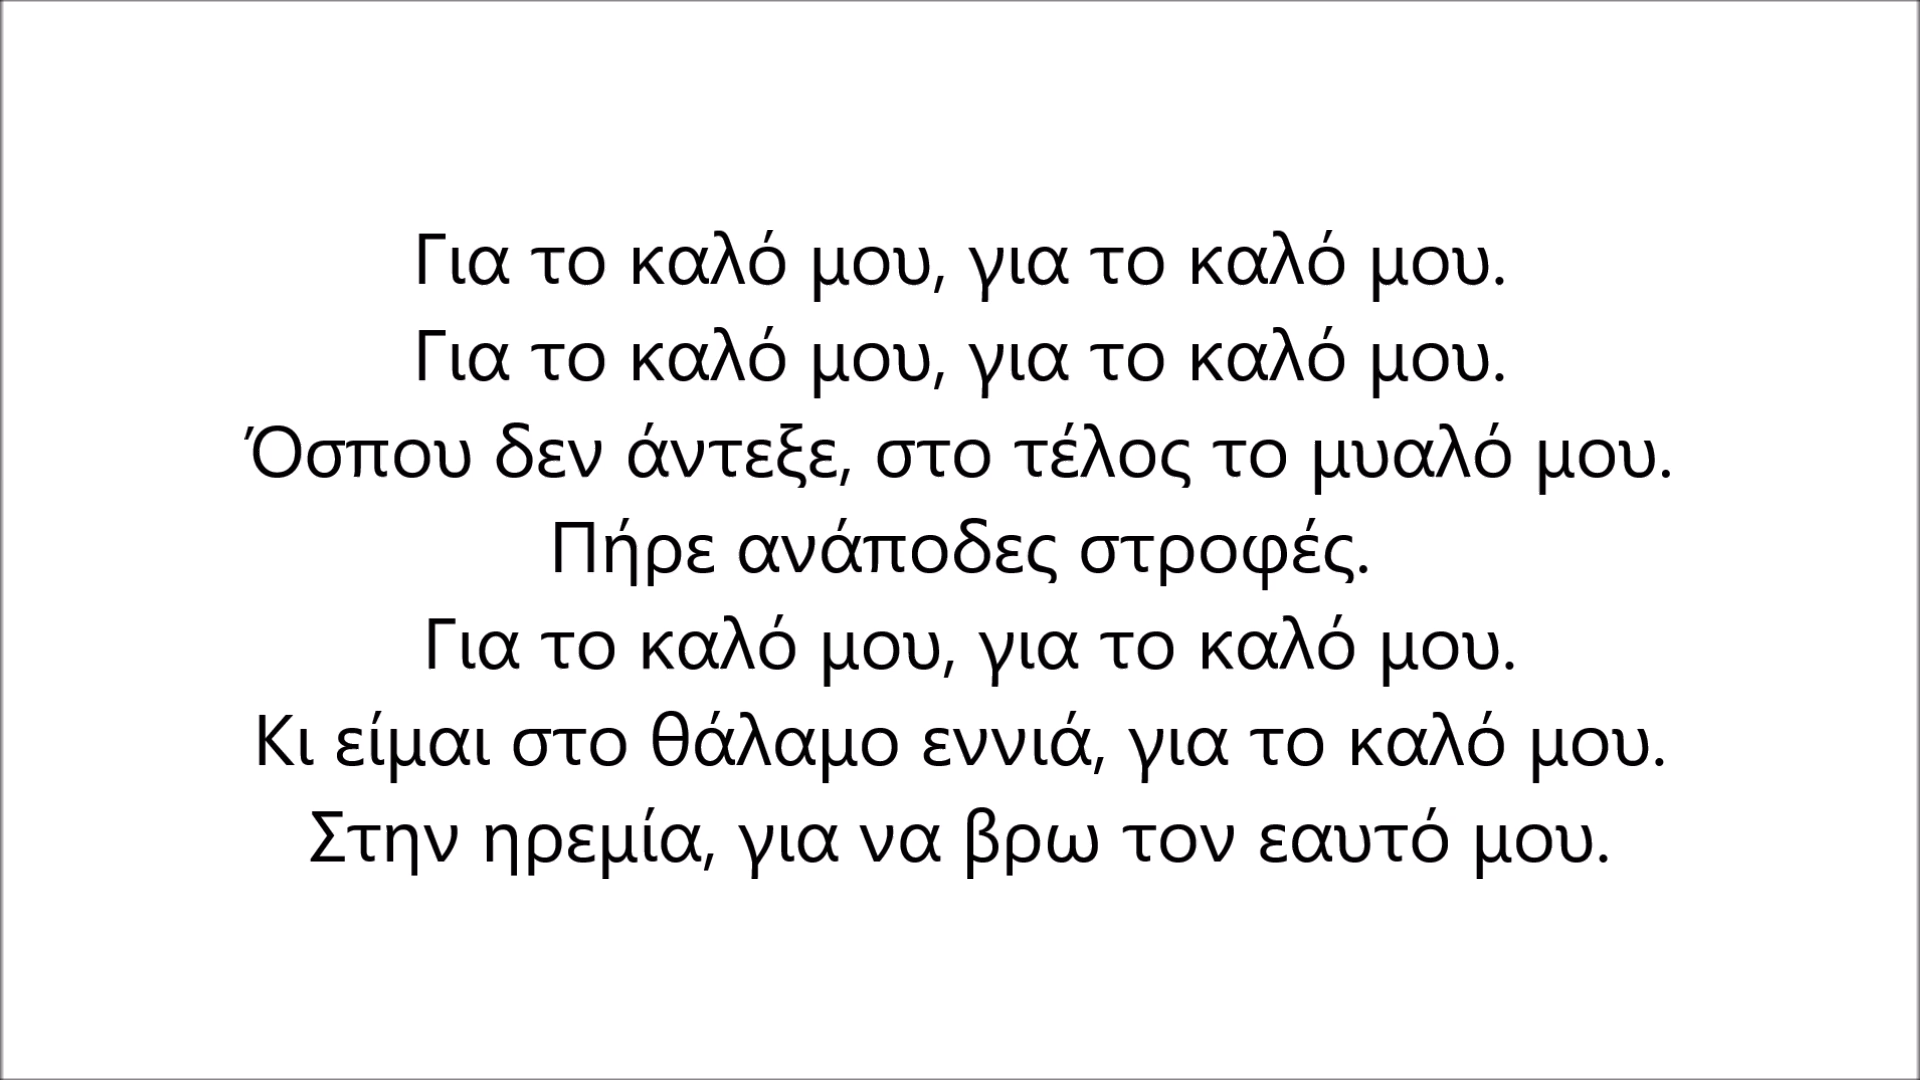 Για το καλό μου, για το καλό μου.
Για το καλό μου, για το καλό μου.
Όσπου δεν άντεξε, στο τέλος το μυαλό μου.
Πήρε ανάποδες στροφές.
Για το καλό μου, για το καλό μου.
Κι είμαι στο θάλαμο εννιά, για το καλό μου.
Στην ηρεμία, για να βρω τον εαυτό μου.